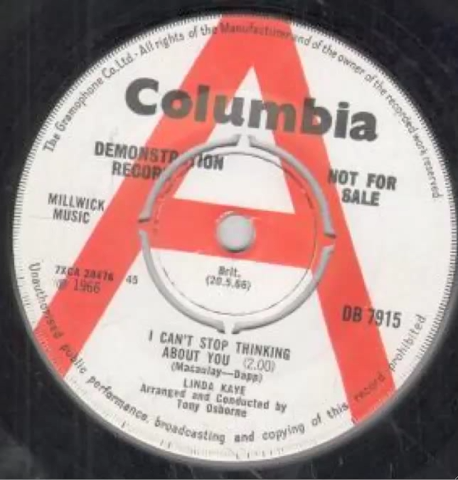 The Gramophone Co. Ltd · All rights of the Manufacturer and of the owner of the recorded work reserved
Columbia
DEMONSTRATION
RECORD
NOT FOR
SALE
MILLWICK
MUSIC
A
Brit.
(20.5.66)
45
℗ 1966
DB 7915
I CAN'T STOP THINKING
ABOUT YOU (2.00)
(Macaulay—Dapp)
LINDA KAYE
Arranged and Conducted by
Tony Osborne
Unauthorised public performance, broadcasting and copying of this record prohibited